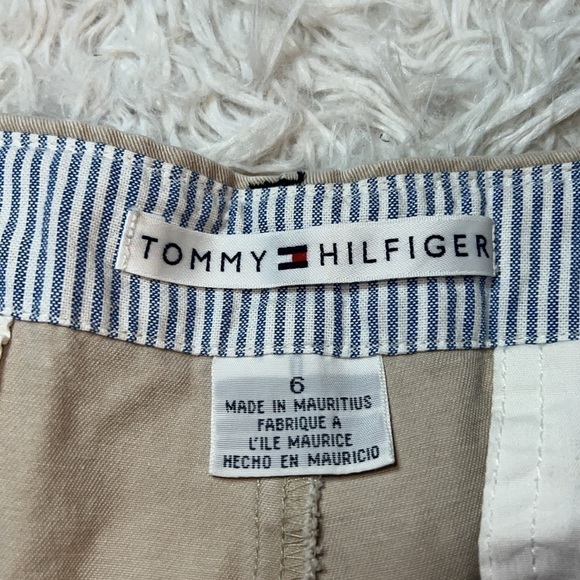 TOMMY HILFIGER
6
MADE IN MAURITIUS
FABRIQUE A
L'ILE MAURICE
HECHO EN MAURICIO